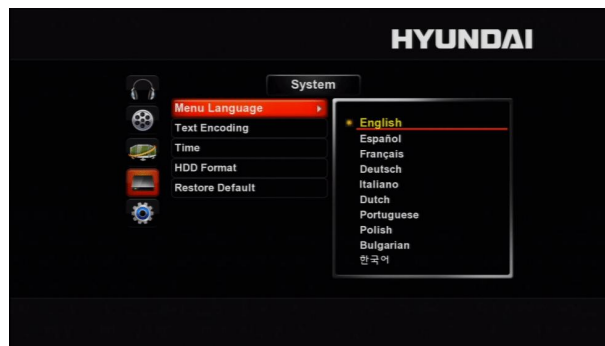 HYUNDAI
System
Menu Language
Text Encoding
Time
HDD Format
Restore Default
English
Español
Français
Deutsch
Italiano
Dutch
Portuguese
Polish
Bulgarian
한국어